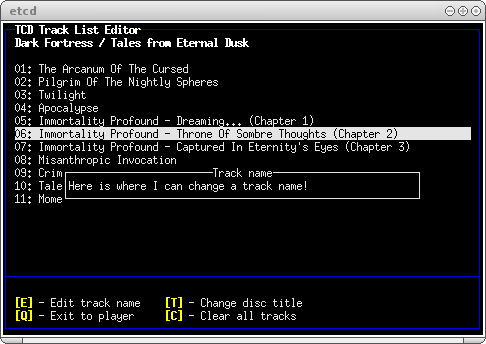 etcd
TCD Track List Editor
Dark Fortress / Tales from Eternal Dusk
01: The Arcanum Of The Cursed
02: Pilgrim Of The Nightly Spheres
03: Twilight
04: Apocalypse
05: Immortality Profound - Dreaming... (Chapter 1)
06: Immortality Profound - Throne Of Sombre Thoughts (Chapter 2)
07: Immortality Profound - Captured In Eternity's Eyes (Chapter 3)
08: Misanthropic Invocation
09: Crim
Track name
10: Tale
Here is where I can change a track name!
11: Mome
[E] - Edit track name [T] - Change disc title
[Q] - Exit to player [C] - Clear all tracks